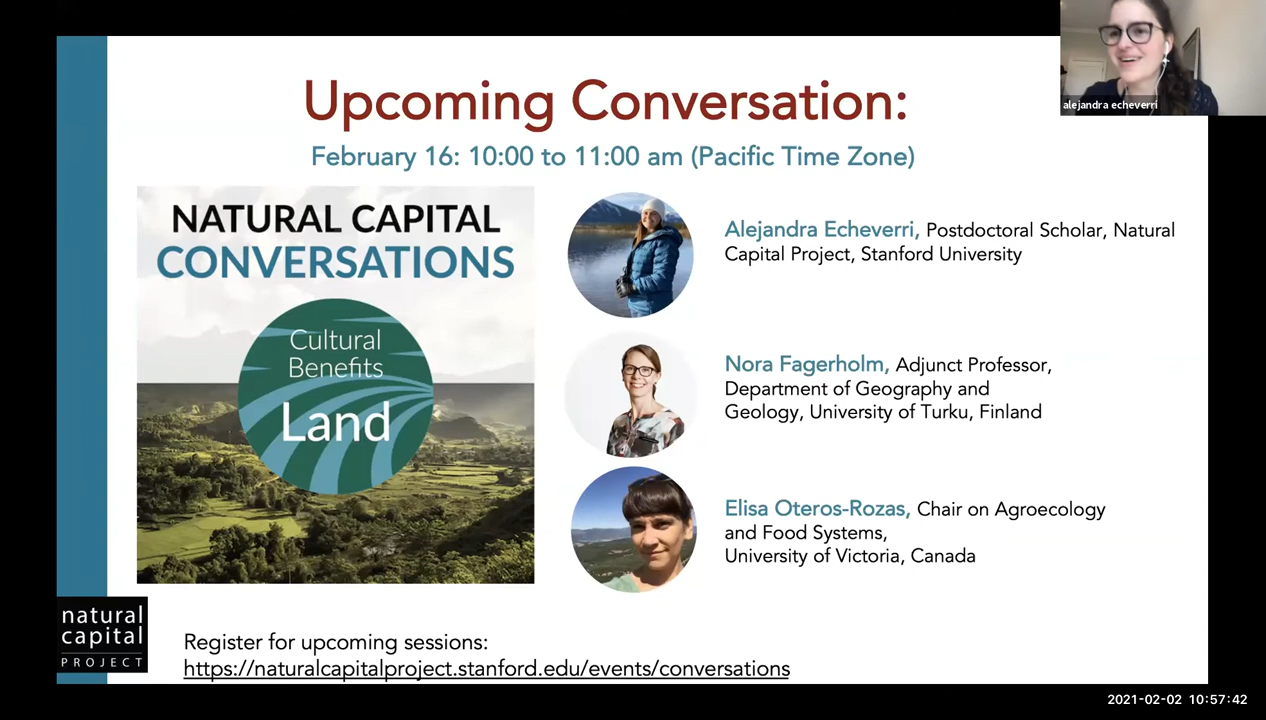 Upcoming Conversation:
February 16: 10:00 to 11:00 am (Pacific Time Zone)
alejandra echeverri
NATURAL CAPITAL
CONVERSATIONS
Cultural
Benefits
Land
Alejandra Echeverri, Postdoctoral Scholar, Natural
Capital Project, Stanford University
Nora Fagerholm, Adjunct Professor,
Department of Geography and
Geology, University of Turku, Finland
Elisa Oteros-Rozas, Chair on Agroecology
and Food Systems,
University of Victoria, Canada
natural
capital
PROJECT
Register for upcoming sessions:
https://naturalcapitalproject.stanford.edu/events/conversations
2021-02-02 10:57:42